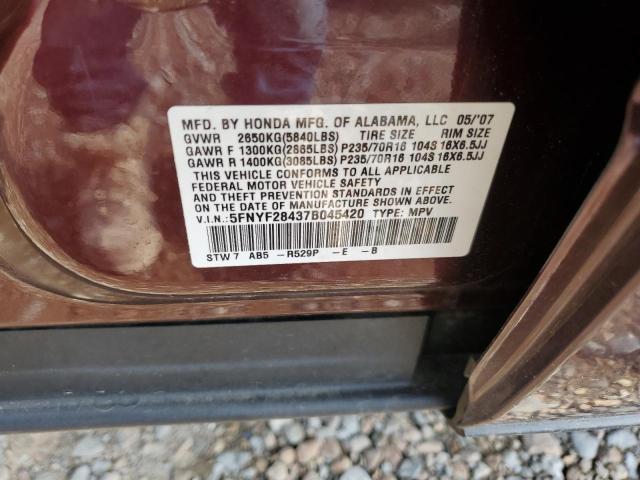 MFD. BY HONDA MFG. OF ALABAMA, LLC 05/'07
GVWR 2650KG(5840LBS) TIRE SIZE RIM SIZE
GAWR F 1300KG(2865LBS) P235/70R16 104S 16X6.5JJ
GAWR R 1400KG(3085LBS) P235/70R16 104S 16X6.5JJ
THIS VEHICLE CONFORMS TO ALL APPLICABLE
FEDERAL MOTOR VEHICLE SAFETY
AND THEFT PREVENTION STANDARDS IN EFFECT
ON THE DATE OF MANUFACTURE SHOWN ABOVE.
V.I.N.: 5FNYF28437B045420 TYPE: MPV
STW7 AB5 -R529P -E -B